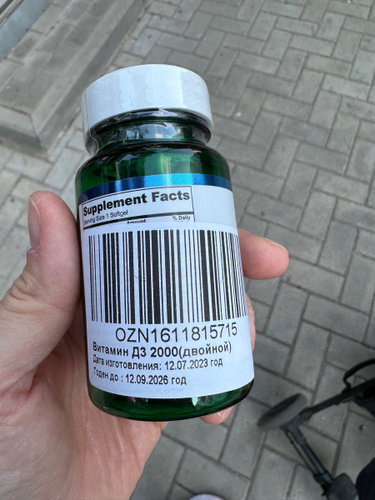 Supplement Facts
Serving Size 1 Softgel
Amount % Daily
OZN1611815715
Витамин Д3 2000(двойной)
Дата изготовления: 12.07.2023 год
Годен до : 12.09.2026 год